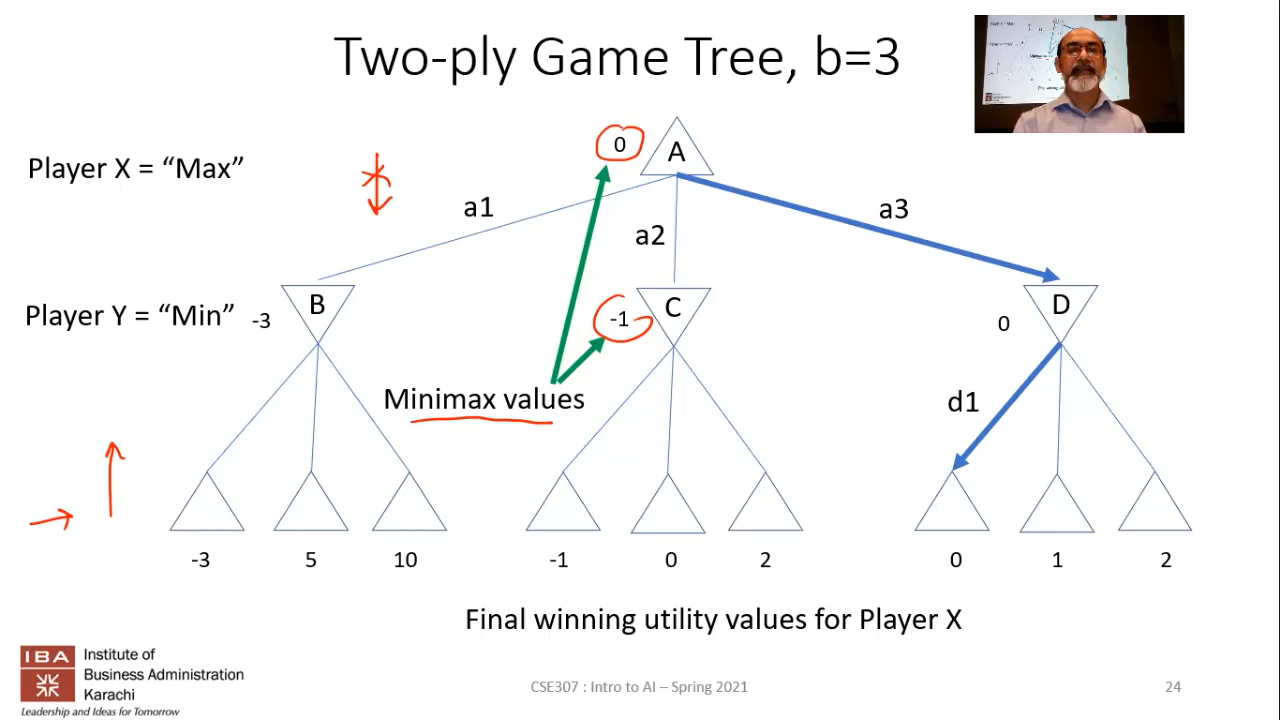 Two-ply Game Tree, b=3
Player X = “Max”
0
A
a1
a2
a3
Player Y = “Min”
-3
B
-1
C
0
D
Minimax values
d1
-3 5 10 -1 0 2 0 1 2
Final winning utility values for Player X
IBA
Institute of
Business Administration
Karachi
Leadership and Ideas for Tomorrow
CSE307 : Intro to AI – Spring 2021
24